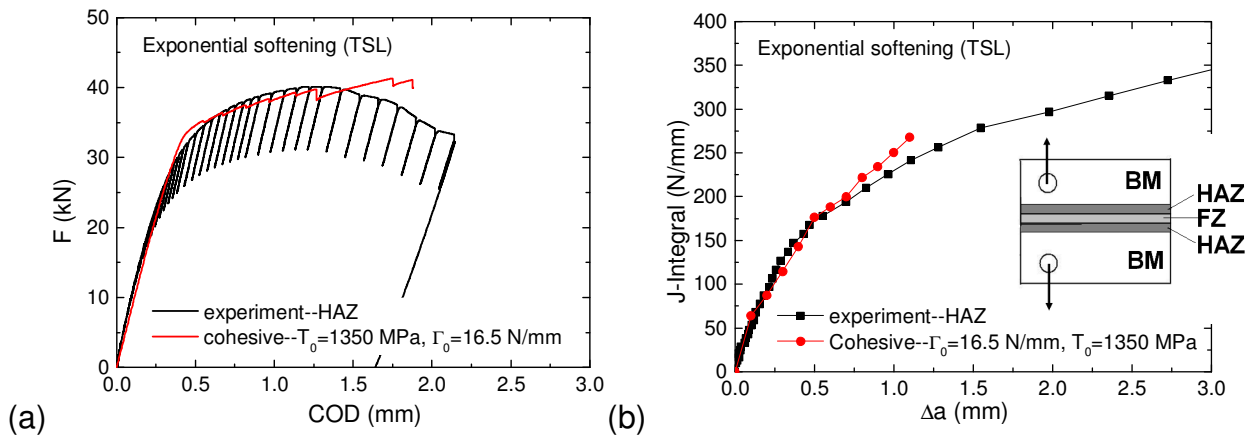 50
40
30
20
10
0
0.0 0.5 1.0 1.5 2.0 2.5 3.0
F (kN)
COD (mm)
Exponential softening (TSL)
experiment--HAZ
cohesive--T₀=1350 MPa, Γ₀=16.5 N/mm
(a)
400
350
300
250
200
150
100
50
0
0.0 0.5 1.0 1.5 2.0 2.5 3.0
J-Integral (N/mm)
Δa (mm)
Exponential softening (TSL)
BM
HAZ
FZ
HAZ
BM
experiment--HAZ
Cohesive--Γ₀=16.5 N/mm, T₀=1350 MPa
(b)